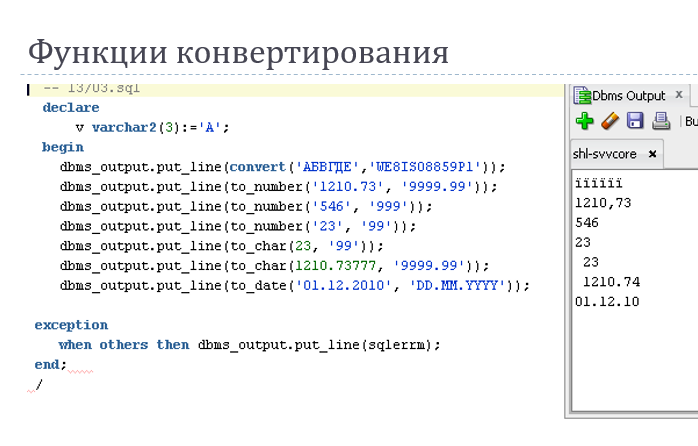 Функции конвертирования
-- 13/03.sql
declare
v varchar2(3):='A';
begin
dbms_output.put_line(convert('АБВГДЕ','WE8ISO8859P1'));
dbms_output.put_line(to_number('1210.73', '9999.99'));
dbms_output.put_line(to_number('546', '999'));
dbms_output.put_line(to_number('23', '99'));
dbms_output.put_line(to_char(23, '99'));
dbms_output.put_line(to_char(1210.73777, '9999.99'));
dbms_output.put_line(to_date('01.12.2010', 'DD.MM.YYYY'));
exception
when others then dbms_output.put_line(sqlerrm);
end;
/
Dbms Output x
Bu
shl-svvcore
ïïïïïï
1210,73
546
23
23
1210.74
01.12.10